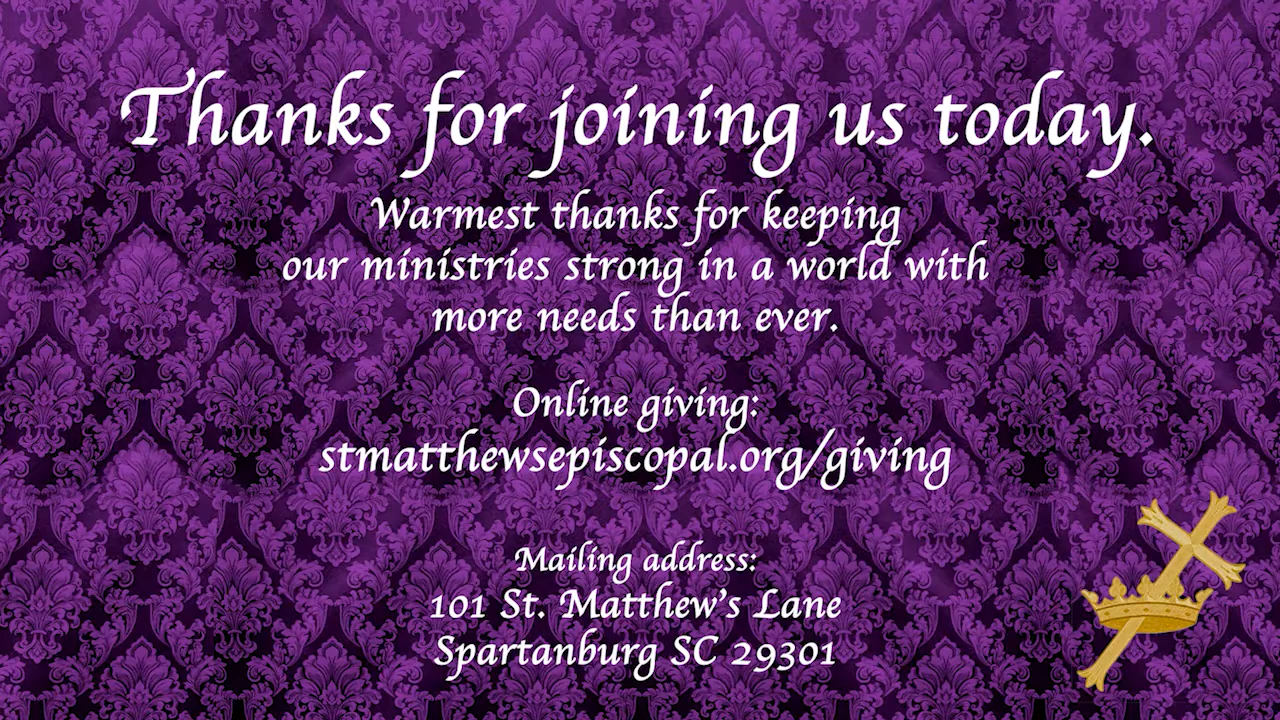 Thanks for joining us today.
Warmest thanks for keeping
our ministries strong in a world with
more needs than ever.
Online giving:
stmatthewsepiscopal.org/giving
Mailing address:
101 St. Matthew's Lane
Spartanburg SC 29301